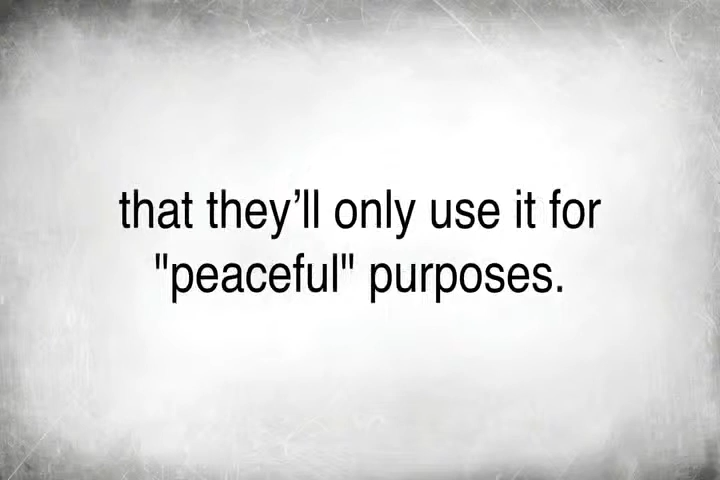 that they’ll only use it for
"peaceful" purposes.